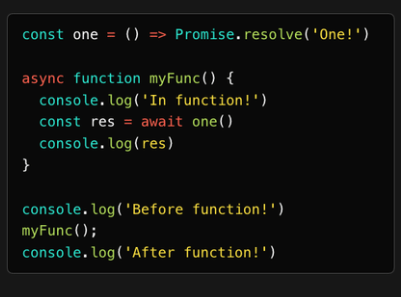 const one = () => Promise.resolve('One!')
async function myFunc() {
  console.log('In function!')
  const res = await one()
  console.log(res)
}
console.log('Before function!')
myFunc();
console.log('After function!')